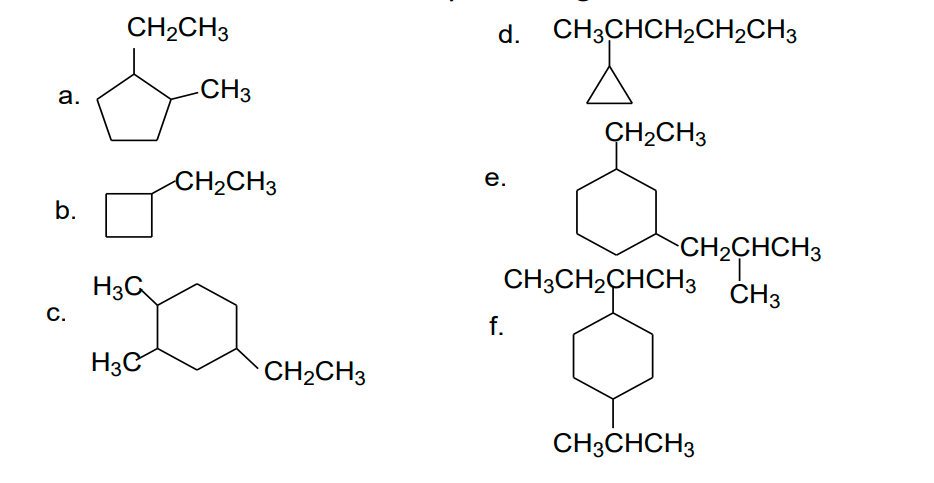 CH₂CH₃
a.
CH₃
b.
CH₂CH₃
c.
H₃C
H₃C
CH₂CH₃
d. CH₃CHCH₂CH₂CH₃
CH₂CH₃
e.
CH₂CHCH₃
CH₃
CH₃CH₂CHCH₃
f.
CH₃CHCH₃